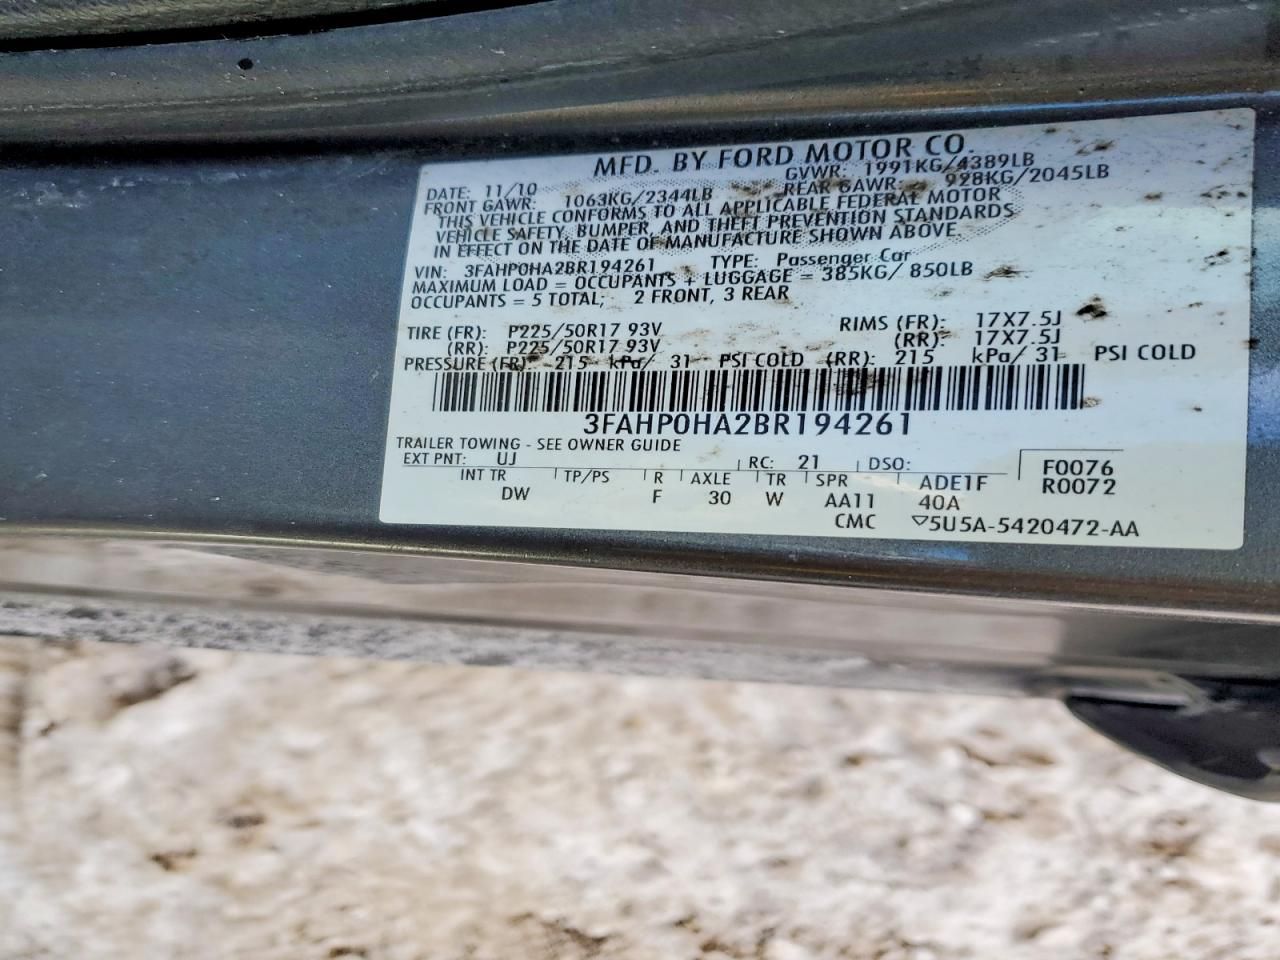 MFD. BY FORD MOTOR CO.
DATE: 11/10 GVWR: 1991KG/4389LB
FRONT GAWR: 1063KG/2344LB REAR GAWR: 928KG/2045LB
THIS VEHICLE CONFORMS TO ALL APPLICABLE FEDERAL MOTOR
VEHICLE SAFETY, BUMPER, AND THEFT PREVENTION STANDARDS
IN EFFECT ON THE DATE OF MANUFACTURE SHOWN ABOVE.
VIN: 3FAHP0HA2BR194261 TYPE: Passenger Car
MAXIMUM LOAD = OCCUPANTS + LUGGAGE = 385KG/ 850LB
OCCUPANTS = 5 TOTAL; 2 FRONT, 3 REAR
TIRE (FR): P225/50R17 93V RIMS (FR): 17X7.5J
(RR): P225/50R17 93V (RR): 17X7.5J
PRESSURE (FR): 215 kPa/ 31 PSI COLD (RR): 215 kPa/ 31 PSI COLD
3FAHP0HA2BR194261
TRAILER TOWING - SEE OWNER GUIDE
EXT PNT: UJ RC: 21 DSO: F0076
INT TR TP/PS R AXLE TR SPR ADE1F R0072
DW F 30 W AA11 40A
CMC ▽5U5A-5420472-AA